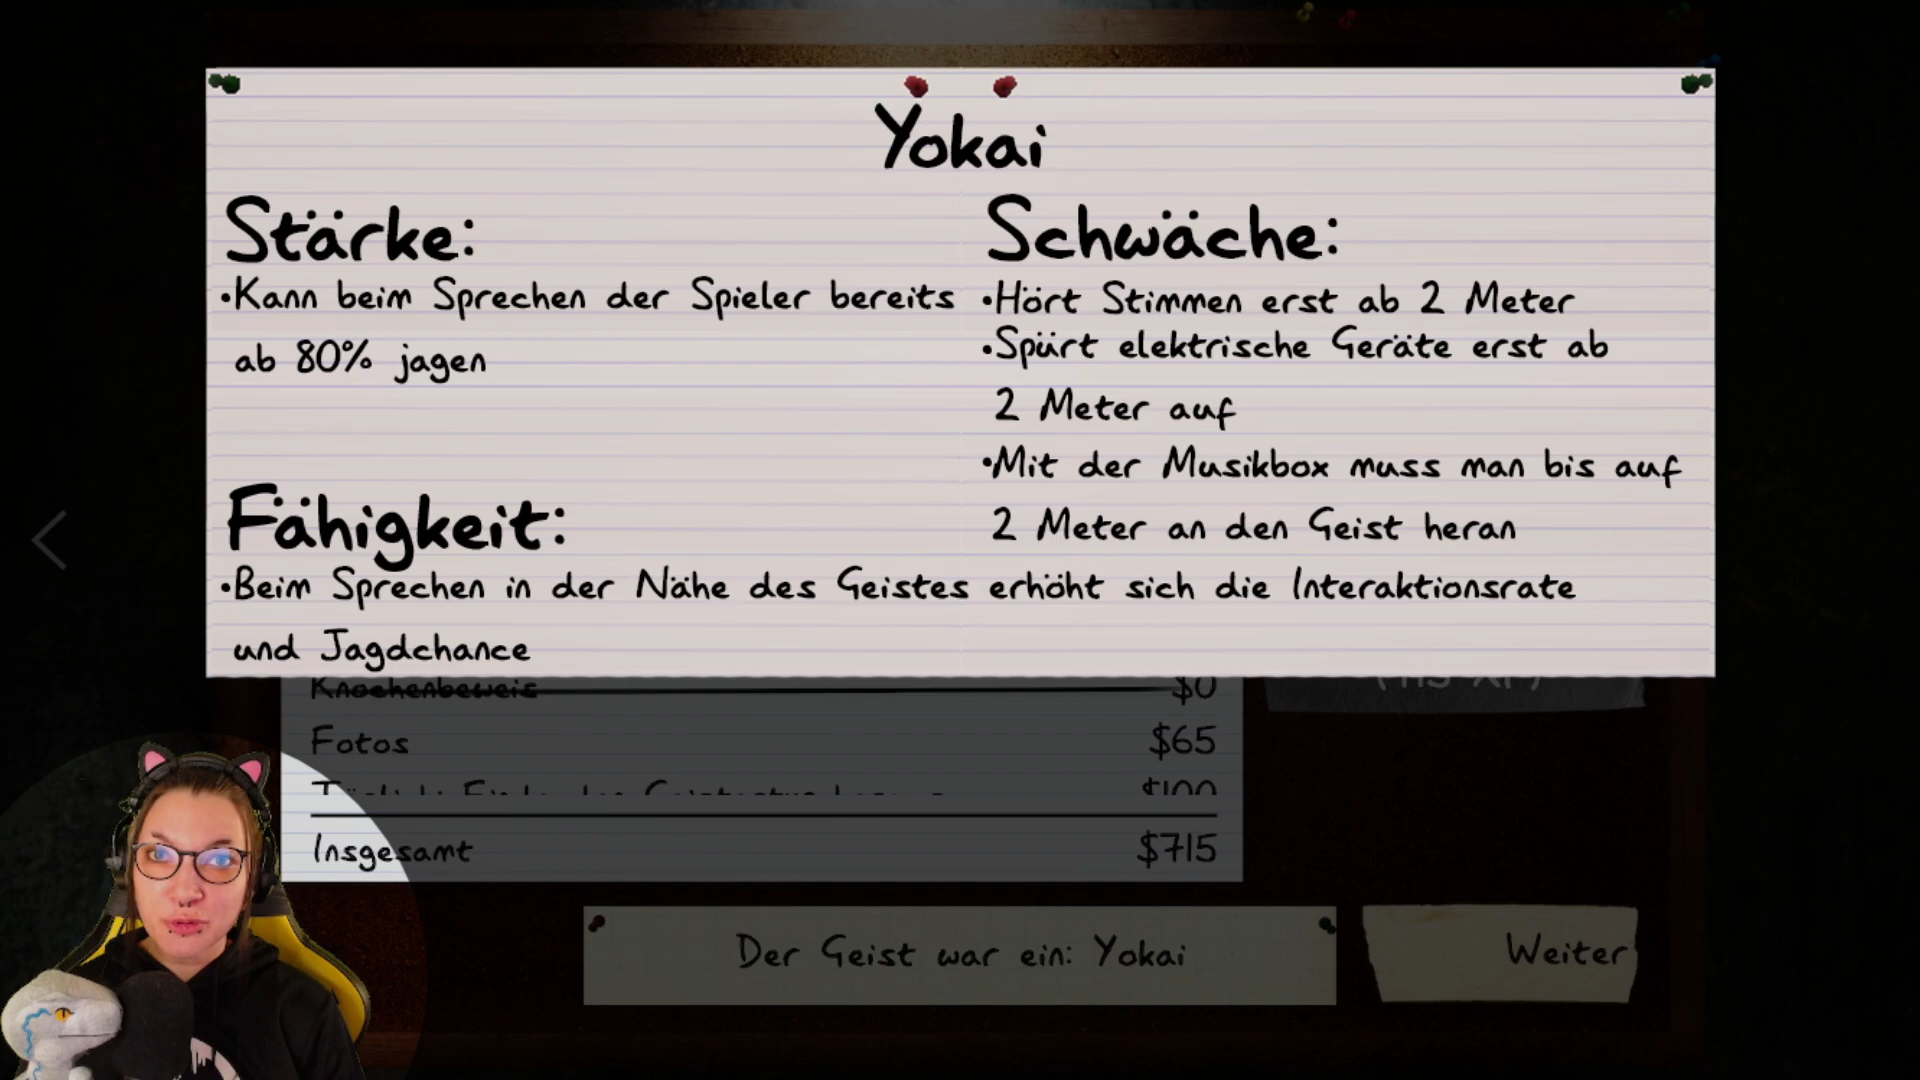 Yokai
Stärke:
•Kann beim Sprechen der Spieler bereits
ab 80% jagen
Schwäche:
•Hört Stimmen erst ab 2 Meter
•Spürt elektrische Geräte erst ab
2 Meter auf
•Mit der Musikbox muss man bis auf
2 Meter an den Geist heran
Fähigkeit:
•Beim Sprechen in der Nähe des Geistes erhöht sich die Interaktionsrate
und Jagdchance
Knochenbeweis $0
Fotos $65
$100
Insgesamt $715
Der Geist war ein: Yokai
Weiter